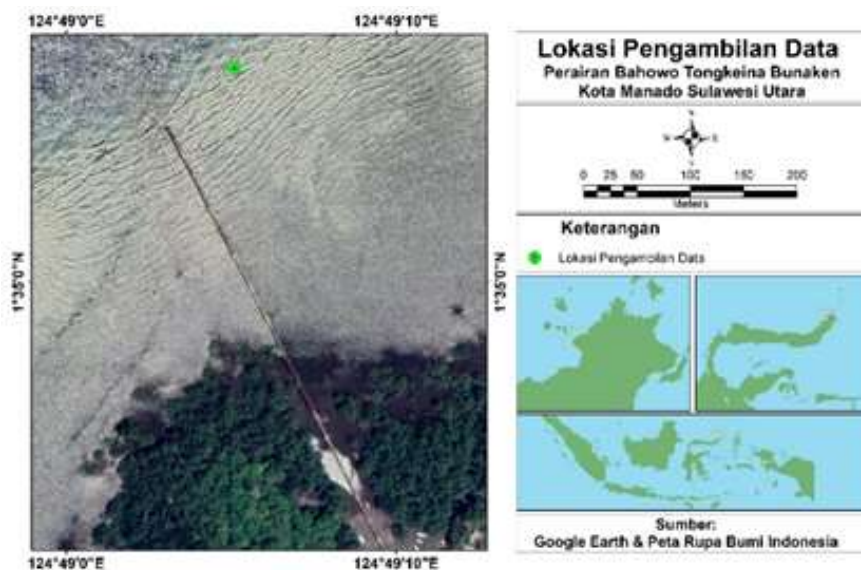 124°49'0"E
124°49'10"E
1°35'0"N
1°35'0"N
124°49'0"E
124°49'10"E
Lokasi Pengambilan Data
Perairan Bahowo Tongkeina Bunaken
Kota Manado Sulawesi Utara
N
W E
S
0 25 50 100 150 200
Meters
Keterangan
Lokasi Pengambilan Data
Sumber:
Google Earth & Peta Rupa Bumi Indonesia